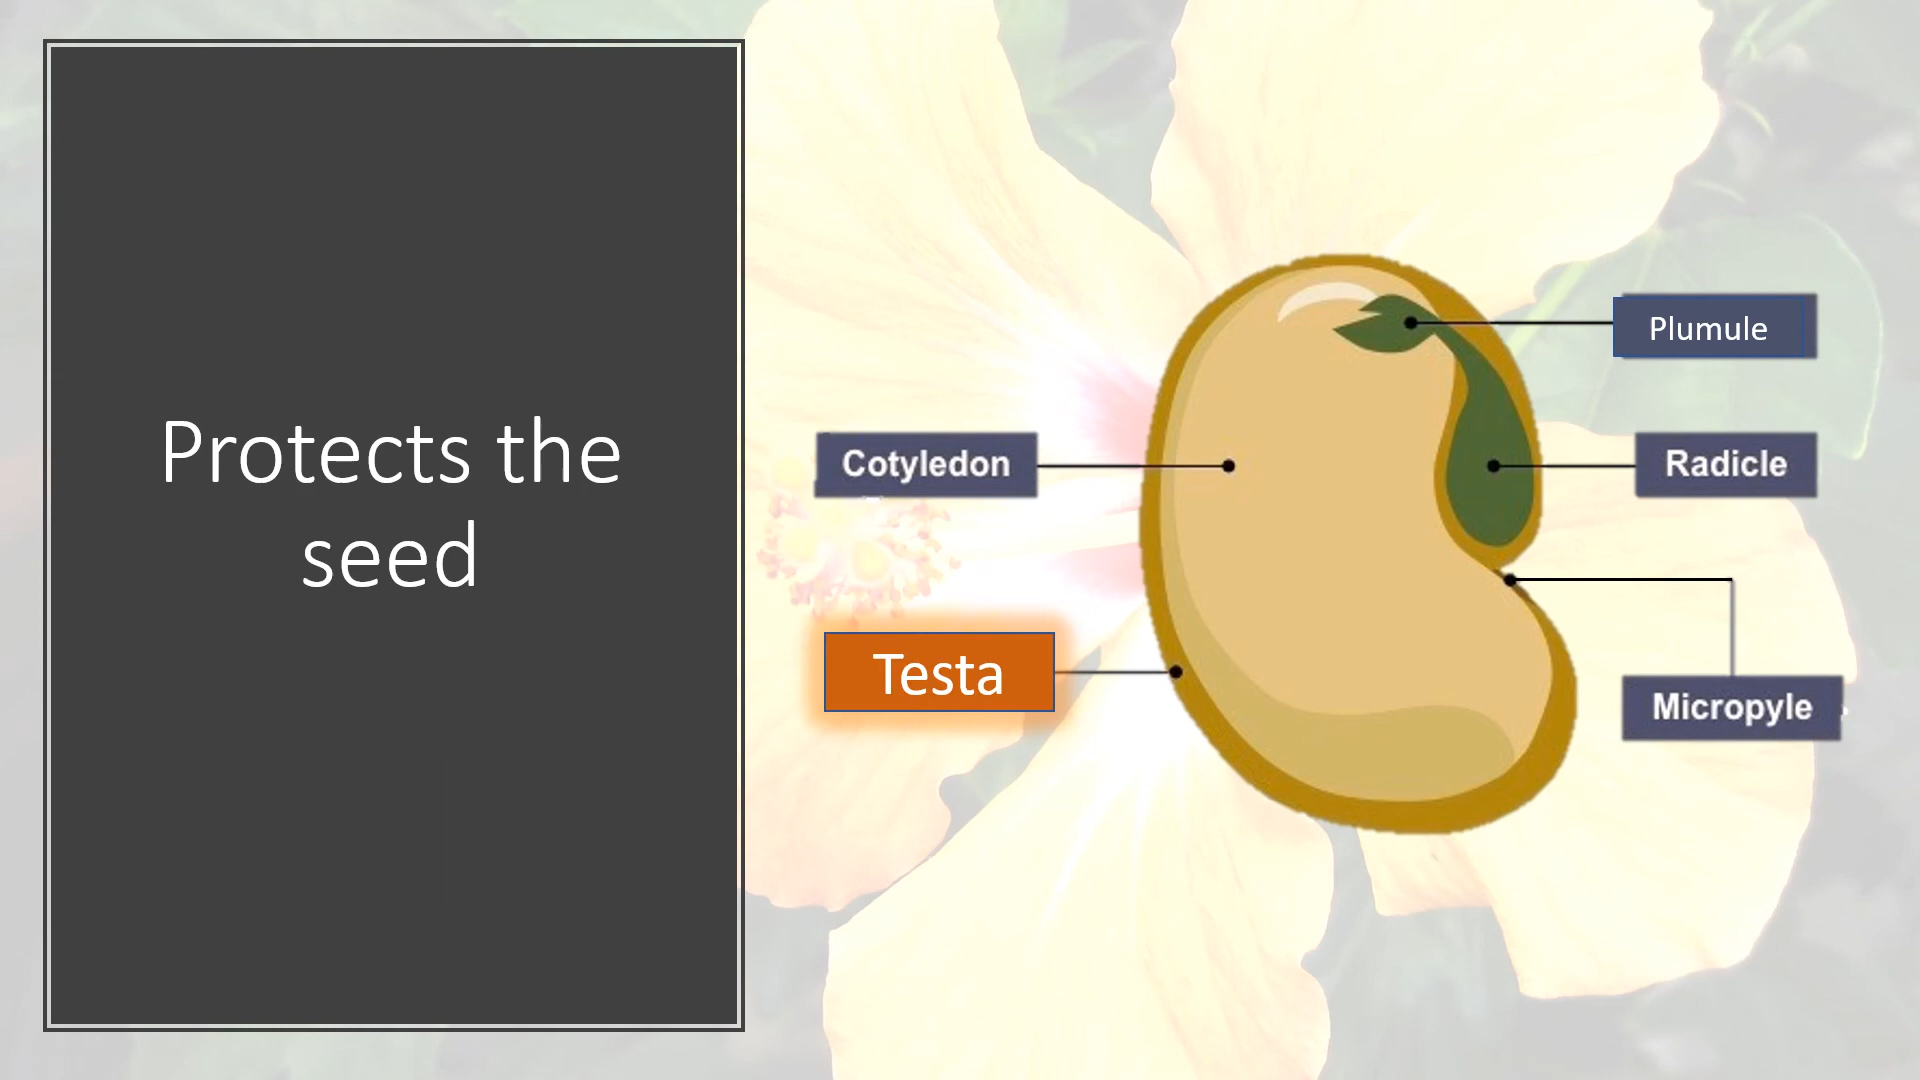 Protects the
seed
Plumule
Cotyledon
Radicle
Testa
Micropyle